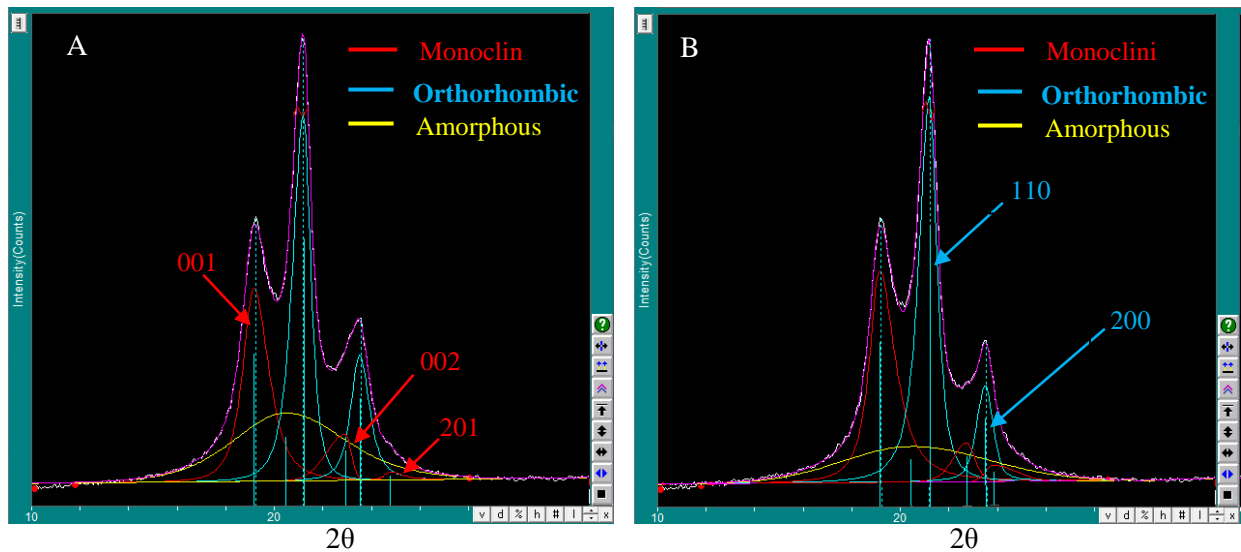 A
Monoclin
Orthorhombic
Amorphous
Intensity(Counts)
001
002
201
10
20
v d % h # l x
2θ
B
Monoclini
Orthorhombic
Amorphous
Intensity(Counts)
110
200
10
20
v d % h # l x
2θ